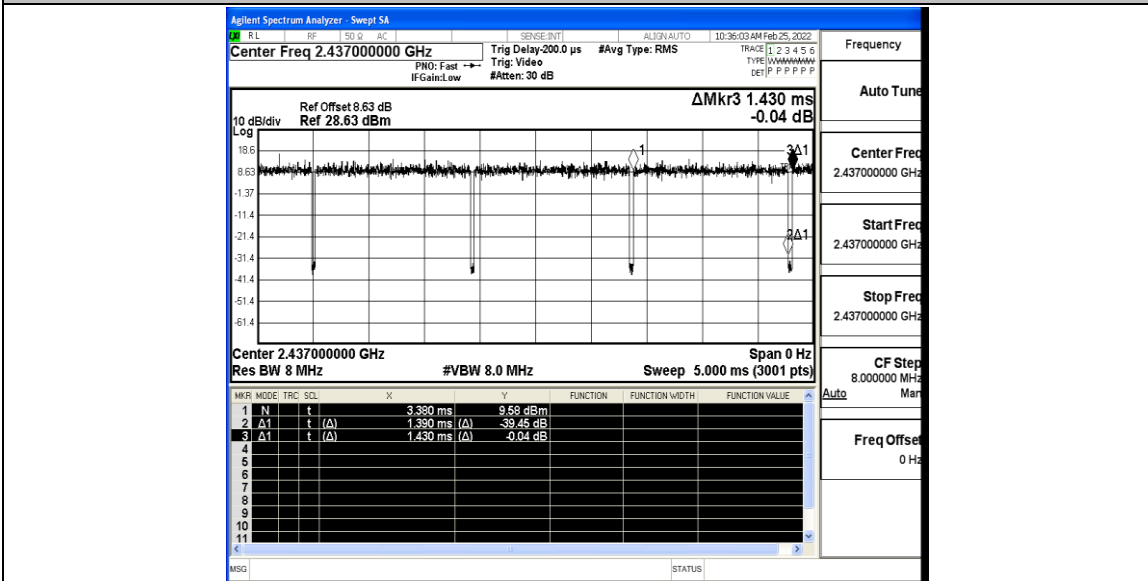 Agilent Spectrum Analyzer - Swept SA
LXI RL RF 50 Ω AC SENSE:INT ALIGN AUTO 10:36:03 AM Feb 25, 2022
Center Freq 2.437000000 GHz
PNO: Fast
IFGain:Low
Trig Delay-200.0 µs
Trig: Video
#Atten: 30 dB
#Avg Type: RMS
TRACE 1 2 3 4 5 6
TYPE WWWWWW
DET P P P P P P
ΔMkr3 1.430 ms
-0.04 dB
Ref Offset 8.63 dB
10 dB/div Ref 28.63 dBm
Log
18.6
8.63
-1.37
-11.4
-21.4
-31.4
-41.4
-51.4
-61.4
1
3Δ1
2Δ1
Center 2.437000000 GHz Span 0 Hz
Res BW 8 MHz #VBW 8.0 MHz Sweep 5.000 ms (3001 pts)
MKR MODE TRC SCL X Y FUNCTION FUNCTION WIDTH FUNCTION VALUE
1 N t 3.380 ms 9.58 dBm
2 Δ1 t (Δ) 1.390 ms (Δ) -39.45 dB
3 Δ1 t (Δ) 1.430 ms (Δ) -0.04 dB
4
5
6
7
8
9
10
11
MSG STATUS
Frequency
Auto Tune
Center Freq
2.437000000 GHz
Start Freq
2.437000000 GHz
Stop Freq
2.437000000 GHz
CF Step
8.000000 MHz
Auto Man
Freq Offset
0 Hz